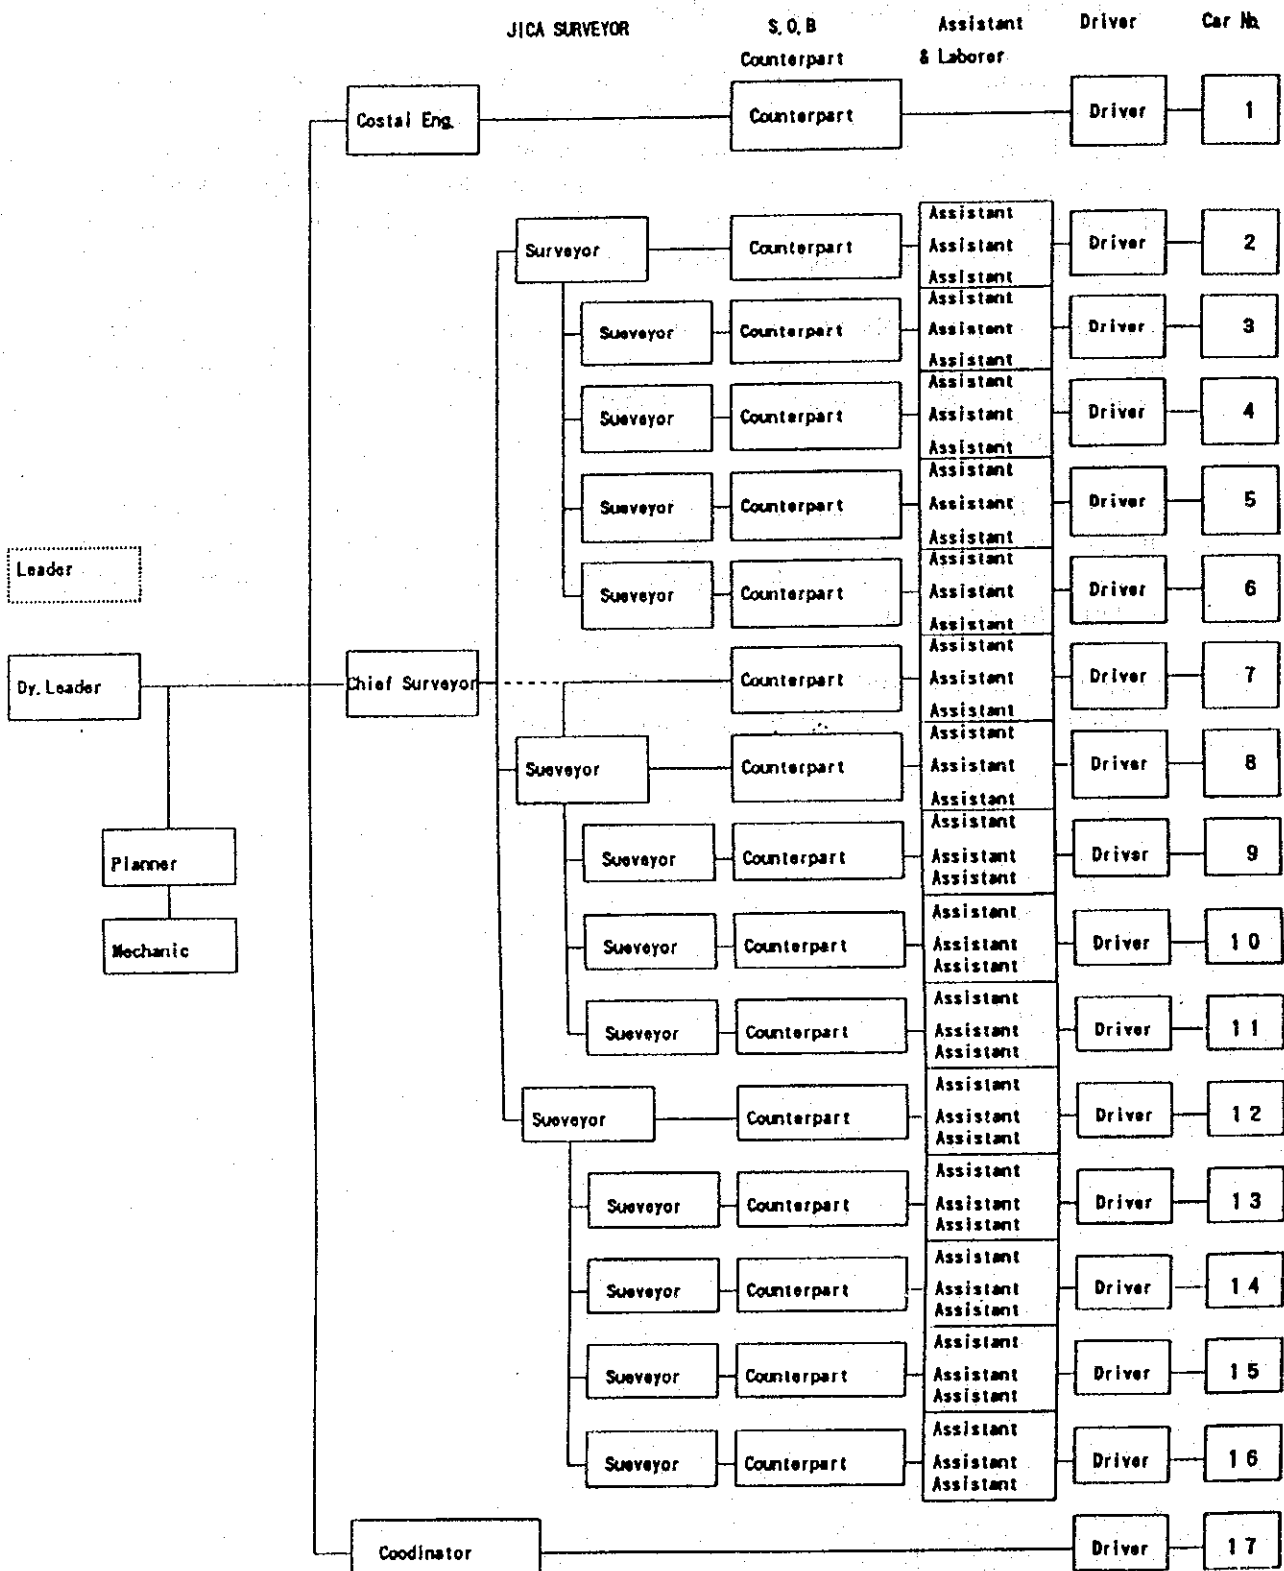 JICA SURVEYOR S.O.B Assistant Driver Car No.
Counterpart & Laborer
Costal Eng. Counterpart Driver 1
Assistant
Surveyor Counterpart Assistant Driver 2
Assistant
Assistant
Sueveyor Counterpart Assistant Driver 3
Assistant
Assistant
Sueveyor Counterpart Assistant Driver 4
Assistant
Assistant
Sueveyor Counterpart Assistant Driver 5
Assistant
Leader
Assistant
Sueveyor Counterpart Assistant Driver 6
Assistant
Assistant
Dy. Leader Chief Surveyor Counterpart Assistant Driver 7
Assistant
Assistant
Sueveyor Counterpart Assistant Driver 8
Assistant
Assistant
Planner Sueveyor Counterpart Assistant Driver 9
Assistant
Assistant
Mechanic Sueveyor Counterpart Assistant Driver 10
Assistant
Assistant
Sueveyor Counterpart Assistant Driver 11
Assistant
Assistant
Sueveyor Counterpart Assistant Driver 12
Assistant
Assistant
Sueveyor Counterpart Assistant Driver 13
Assistant
Assistant
Sueveyor Counterpart Assistant Driver 14
Assistant
Assistant
Sueveyor Counterpart Assistant Driver 15
Assistant
Assistant
Sueveyor Counterpart Assistant Driver 16
Assistant
Coodinator Driver 17